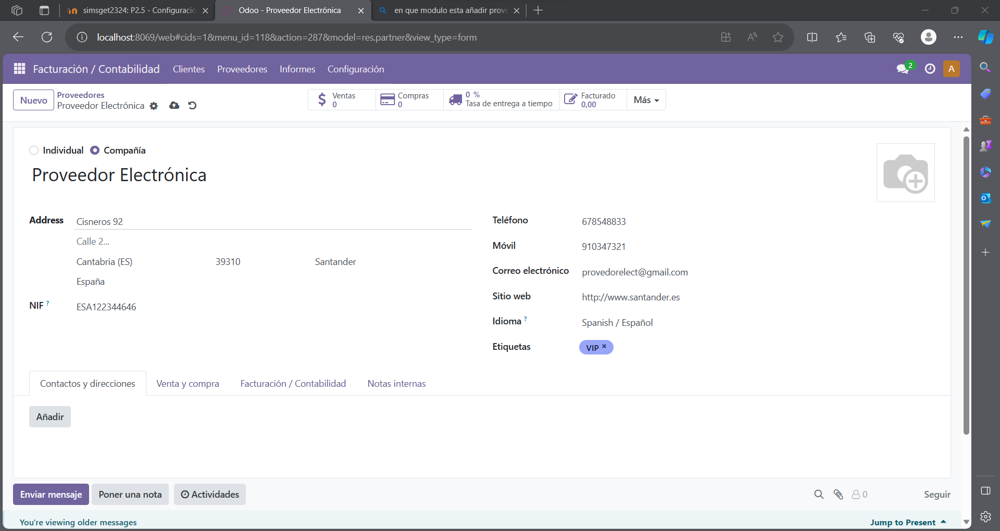 simsget2324: P2.5 - Configuració
Odoo - Proveedor Electrónica
en que modulo esta añadir prove
localhost:8069/web#cids=1&menu_id=118&action=287&model=res.partner&view_type=form
Facturación / Contabilidad
Clientes
Proveedores
Informes
Configuración
2
A
Nuevo
Proveedores
Proveedor Electrónica
Ventas
0
Compras
0
0 %
Tasa de entrega a tiempo
Facturado
0,00
Más
Individual
Compañía
Proveedor Electrónica
Address
Cisneros 92
Calle 2...
Cantabria (ES)
39310
Santander
España
NIF ?
ESA122344646
Teléfono
678548833
Móvil
910347321
Correo electrónico
provedorelect@gmail.com
Sitio web
http://www.santander.es
Idioma ?
Spanish / Español
Etiquetas
VIP ×
Contactos y direcciones
Venta y compra
Facturación / Contabilidad
Notas internas
Añadir
Enviar mensaje
Poner una nota
Actividades
0
Seguir
You're viewing older messages
Jump to Present